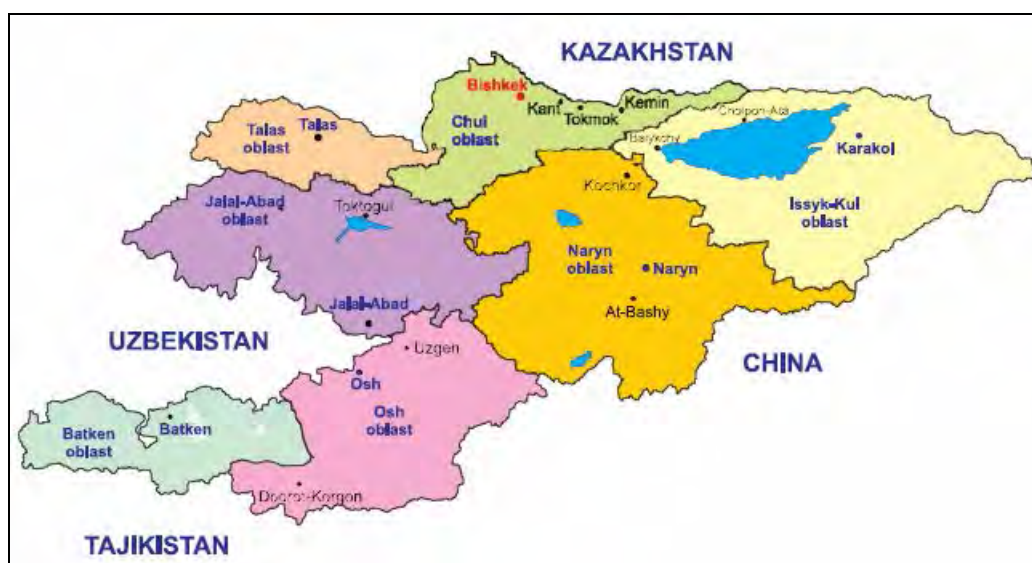 KAZAKHSTAN
Bishkek
Kant
Tokmok
Kemin
Cholpon-Ata
Balykchy
Karakol
Chui
oblast
Talas
oblast
Talas
Jalal-Abad
oblast
Toktogul
Kochkor
Issyk-Kul
oblast
Naryn
oblast
Naryn
At-Bashy
Jalal-Abad
UZBEKISTAN
Uzgen
CHINA
Osh
Osh
oblast
Batken
oblast
Batken
Doorot-Korgon
TAJIKISTAN